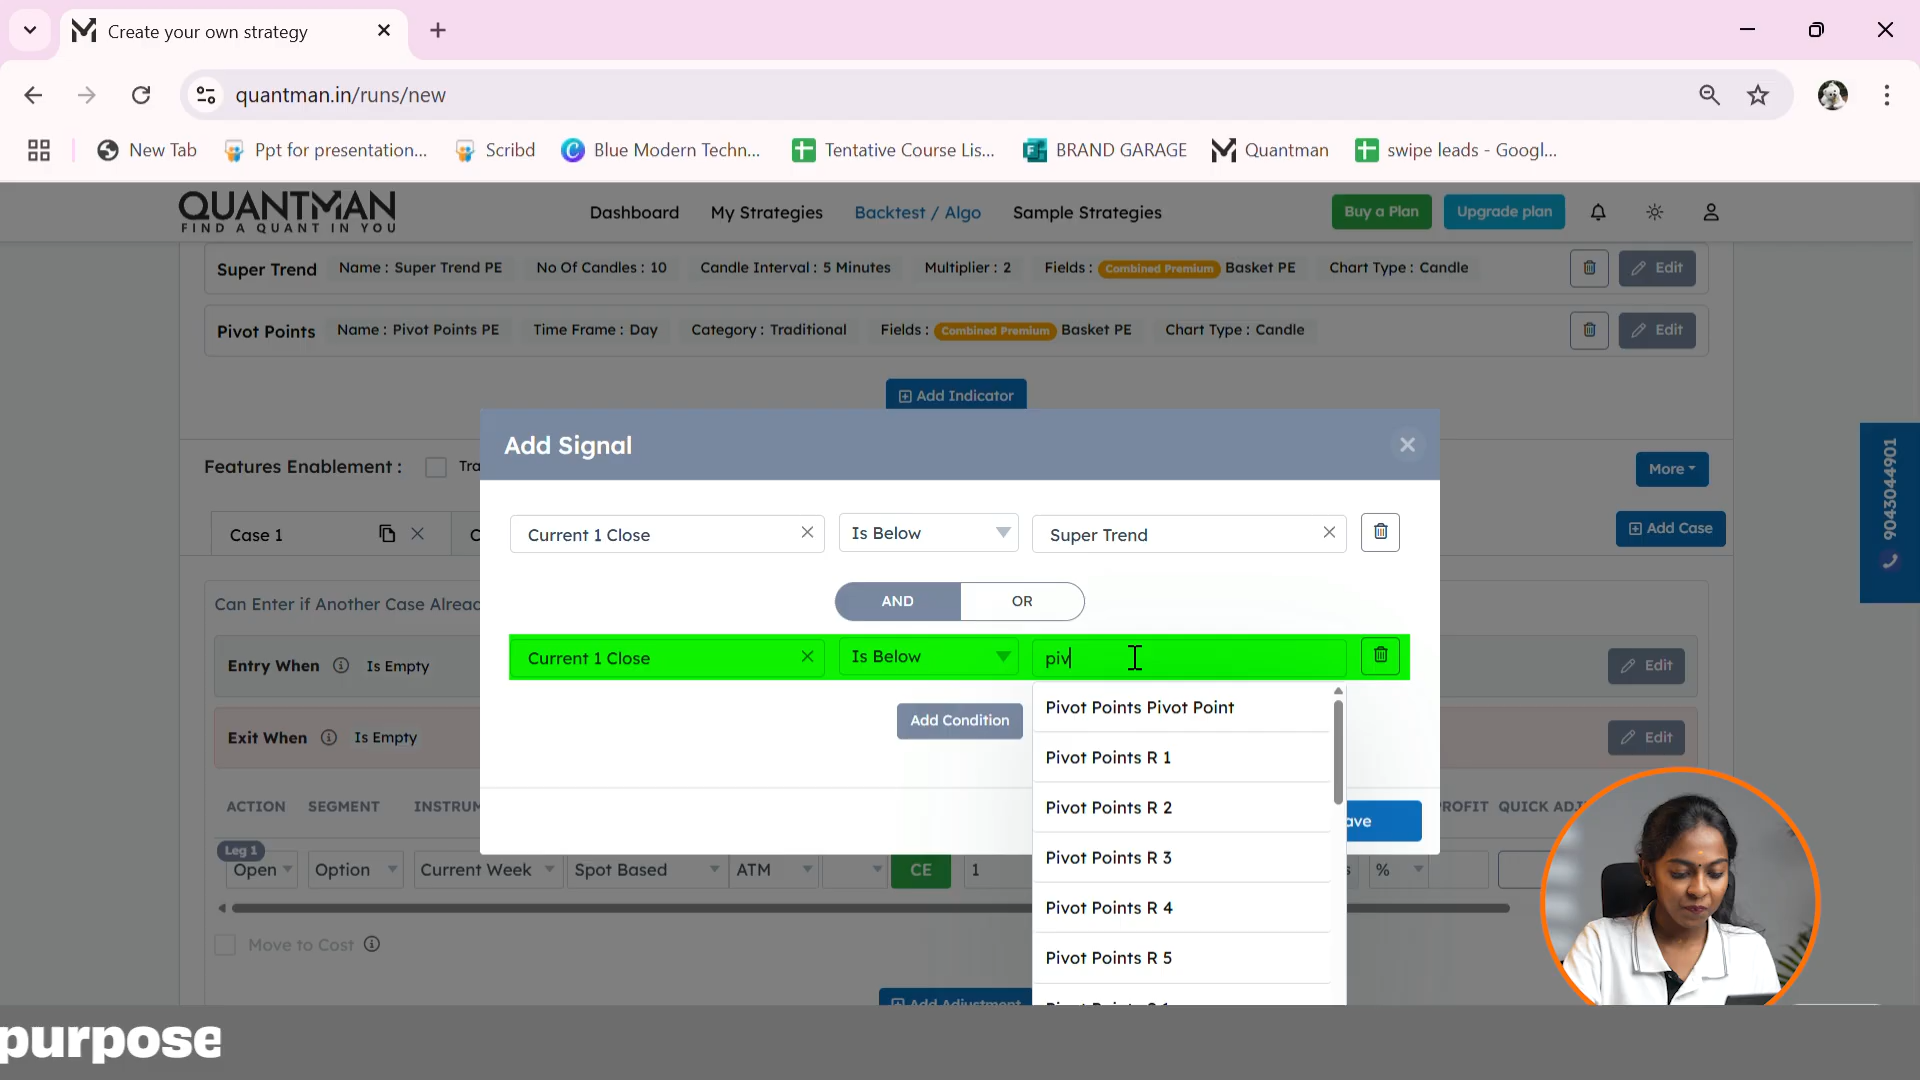 Create your own strategy
quantman.in/runs/new
New Tab
Ppt for presentation...
Scribd
Blue Modern Techn...
Tentative Course Lis...
BRAND GARAGE
Quantman
swipe leads - Googl...
QUANTMAN
FIND A QUANT IN YOU
Dashboard
My Strategies
Backtest / Algo
Sample Strategies
Buy a Plan
Upgrade plan
Super Trend Name : Super Trend PE No Of Candles : 10 Candle Interval : 5 Minutes Multiplier : 2 Fields : Combined Premium Basket PE Chart Type : Candle Edit
Pivot Points Name : Pivot Points PE Time Frame : Day Category : Traditional Fields : Combined Premium Basket PE Chart Type : Candle Edit
Add Indicator
Add Signal
Features Enablement :
More
9043044901
Case 1
Add Case
Current 1 Close Is Below Super Trend
AND OR
Can Enter if Another Case Alrea
Current 1 Close Is Below piv
Entry When Is Empty Edit
Add Condition
Pivot Points Pivot Point
Pivot Points R 1
Pivot Points R 2
Pivot Points R 3
Pivot Points R 4
Pivot Points R 5
Exit When Is Empty Edit
ACTION SEGMENT INSTRUM
ROFIT QUICK ADJ
ave
Leg 1
Open Option Current Week Spot Based ATM CE 1 %
Move to Cost
Add Adjustment
purpose